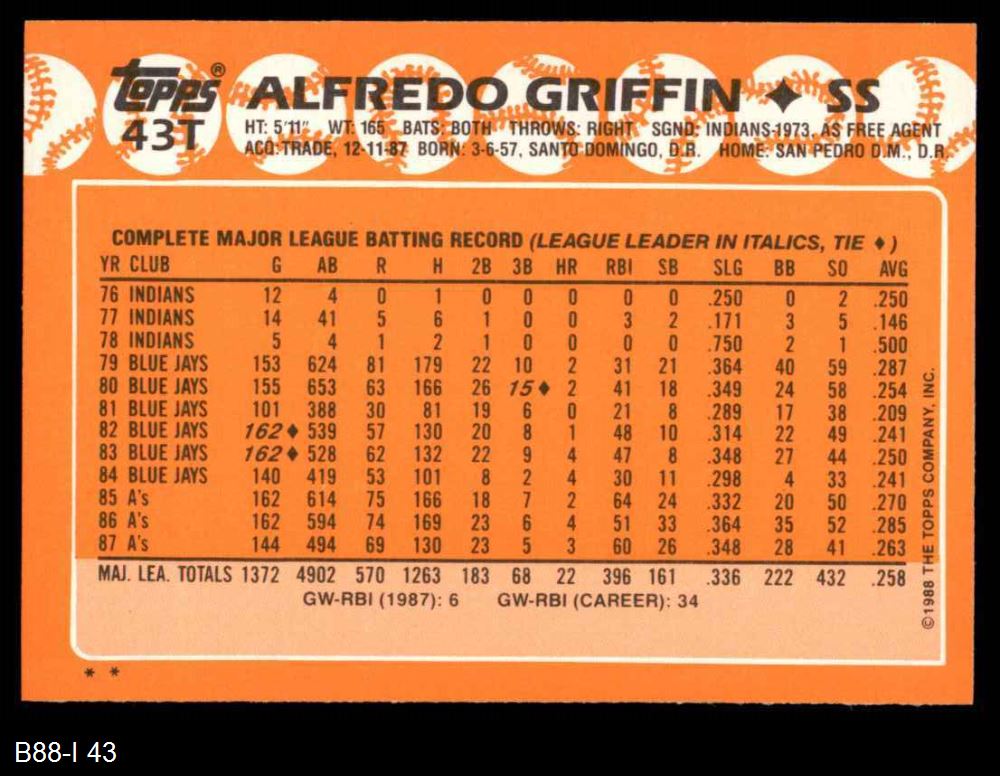 Topps® ALFREDO GRIFFIN ✦ SS
43T
HT: 5'11" WT: 165 BATS: BOTH THROWS: RIGHT SGND: INDIANS-1973, AS FREE AGENT
ACQ: TRADE, 12-11-87 BORN: 3-6-57, SANTO DOMINGO, D.R. HOME: SAN PEDRO D.M., D.R.
COMPLETE MAJOR LEAGUE BATTING RECORD (LEAGUE LEADER IN ITALICS, TIE ♦)
YR CLUB G AB R H 2B 3B HR RBI SB SLG BB SO AVG
76 INDIANS 12 4 0 1 0 0 0 0 0 .250 0 2 .250
77 INDIANS 14 41 5 6 1 0 0 3 2 .171 3 5 .146
78 INDIANS 5 4 1 2 1 0 0 0 0 .750 2 1 .500
79 BLUE JAYS 153 624 81 179 22 10 2 31 21 .364 40 59 .287
80 BLUE JAYS 155 653 63 166 26 15♦ 2 41 18 .349 24 58 .254
81 BLUE JAYS 101 388 30 81 19 6 0 21 8 .289 17 38 .209
82 BLUE JAYS 162♦ 539 57 130 20 8 1 48 10 .314 22 49 .241
83 BLUE JAYS 162♦ 528 62 132 22 9 4 47 8 .348 27 44 .250
84 BLUE JAYS 140 419 53 101 8 2 4 30 11 .298 4 33 .241
85 A's 162 614 75 166 18 7 2 64 24 .332 20 50 .270
86 A's 162 594 74 169 23 6 4 51 33 .364 35 52 .285
87 A's 144 494 69 130 23 5 3 60 26 .348 28 41 .263
MAJ. LEA. TOTALS 1372 4902 570 1263 183 68 22 396 161 .336 222 432 .258
GW-RBI (1987): 6 GW-RBI (CAREER): 34
©1988 THE TOPPS COMPANY, INC.
* *
B88-I 43